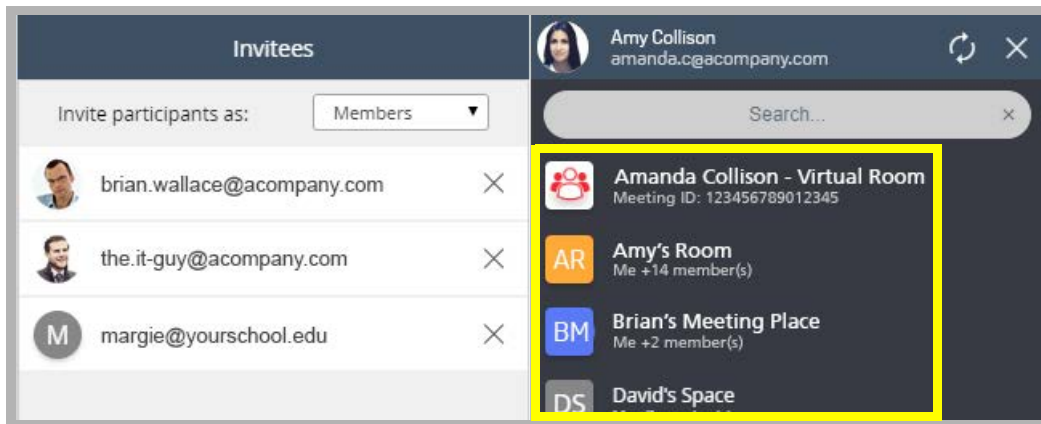 Invitees
Invite participants as:
Members
brian.wallace@acompany.com
the.it-guy@acompany.com
M
margie@yourschool.edu
Amy Collison
amanda.c@acompany.com
Search...
Amanda Collison - Virtual Room
Meeting ID: 123456789012345
AR
Amy's Room
Me +14 member(s)
BM
Brian's Meeting Place
Me +2 member(s)
DS
David's Space